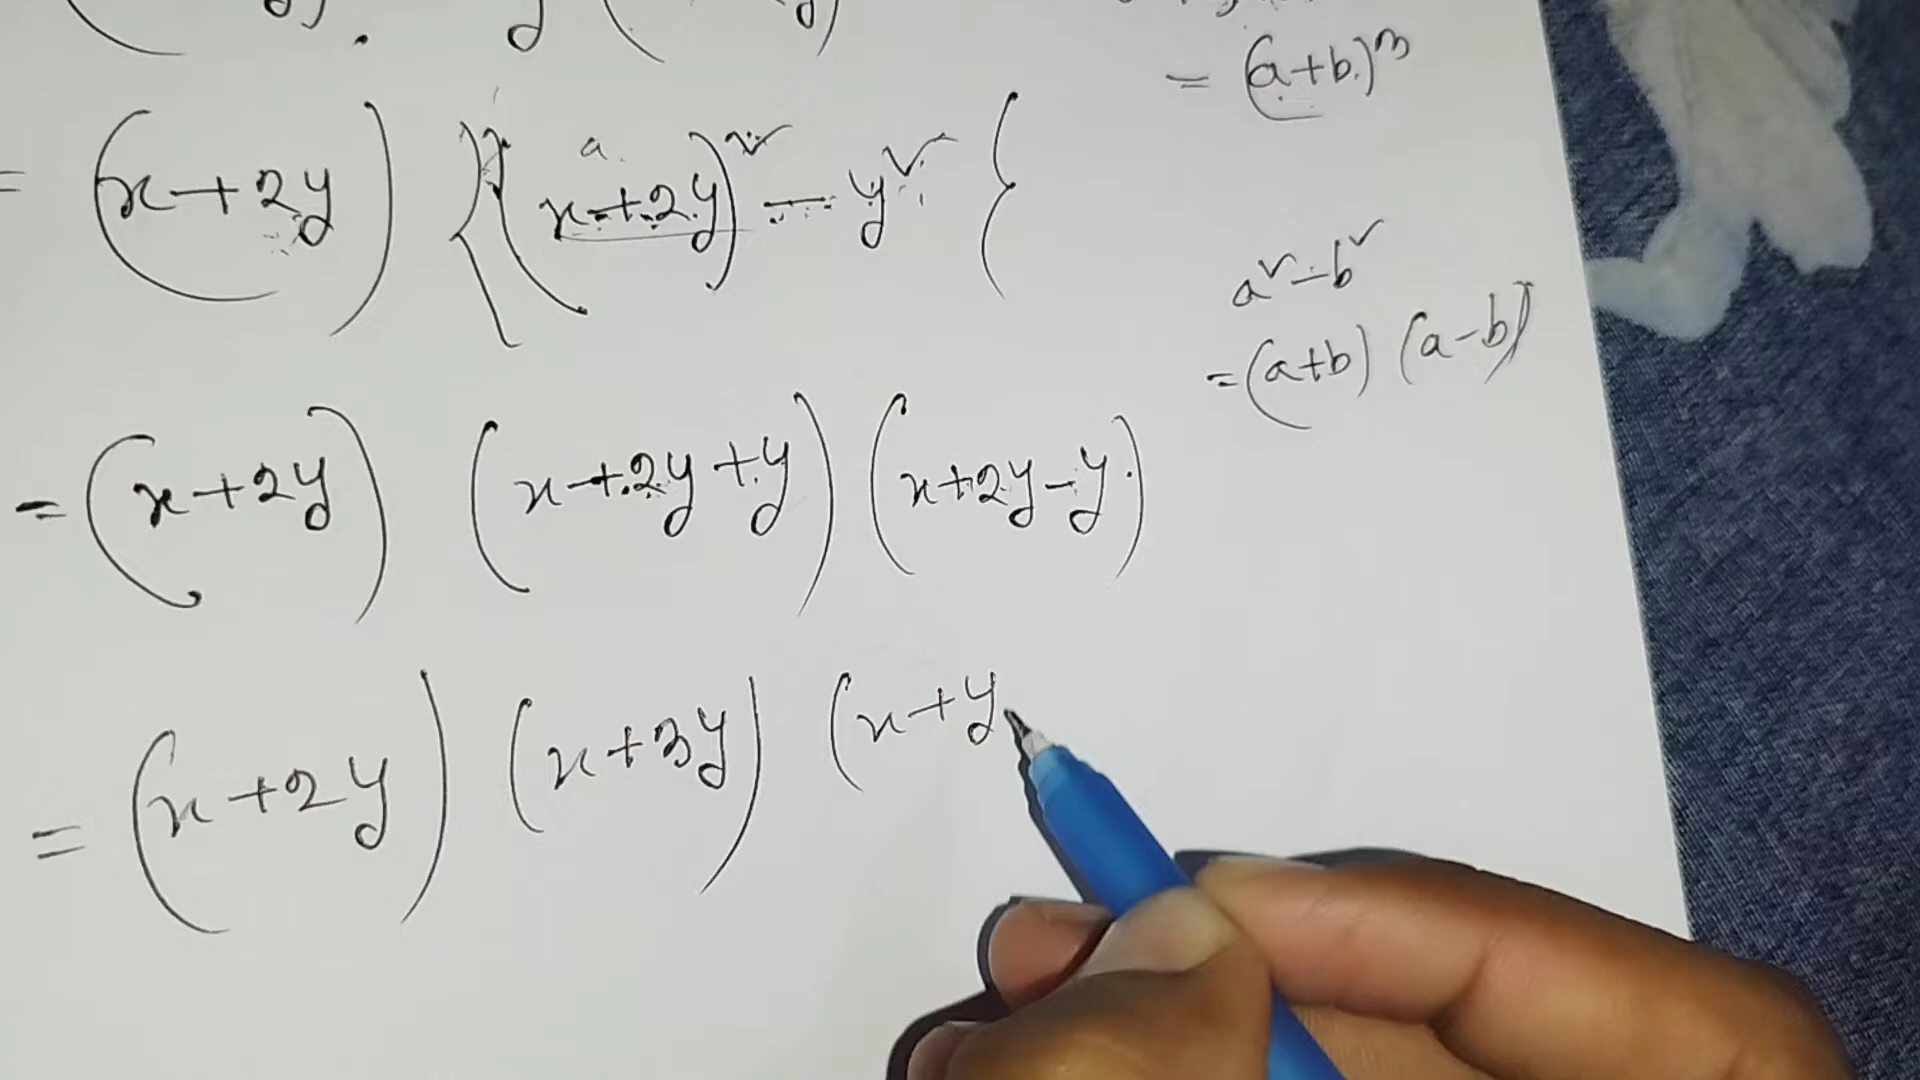 = (a+b)³
= (x+2y) {(x+2y)² - y²}
a
a² - b²
= (a+b) (a-b)
= (x+2y) (x+2y+y) (x+2y-y)
= (x+2y) (x+3y) (x+y